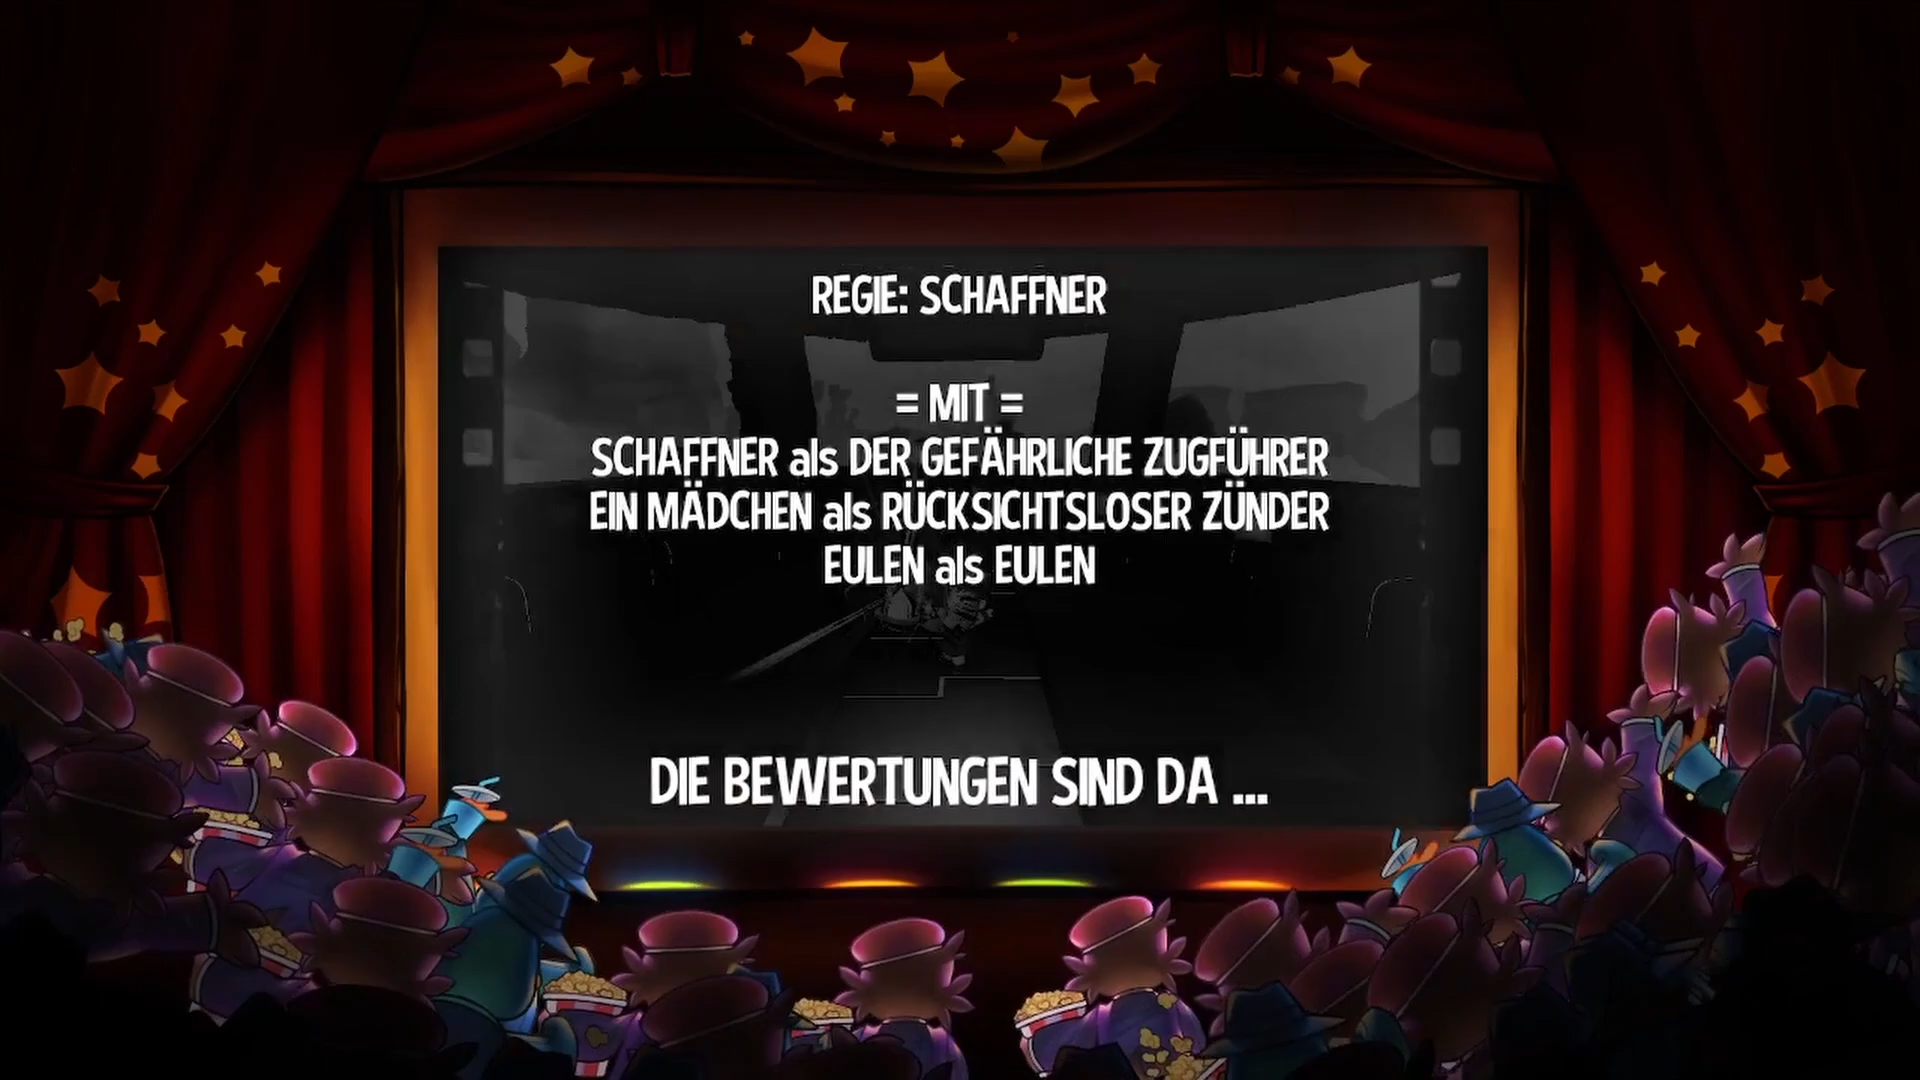 REGIE: SCHAFFNER
= MIT =
SCHAFFNER als DER GEFÄHRLICHE ZUGFÜHRER
EIN MÄDCHEN als RÜCKSICHTSLOSER ZÜNDER
EULEN als EULEN
DIE BEWERTUNGEN SIND DA ...